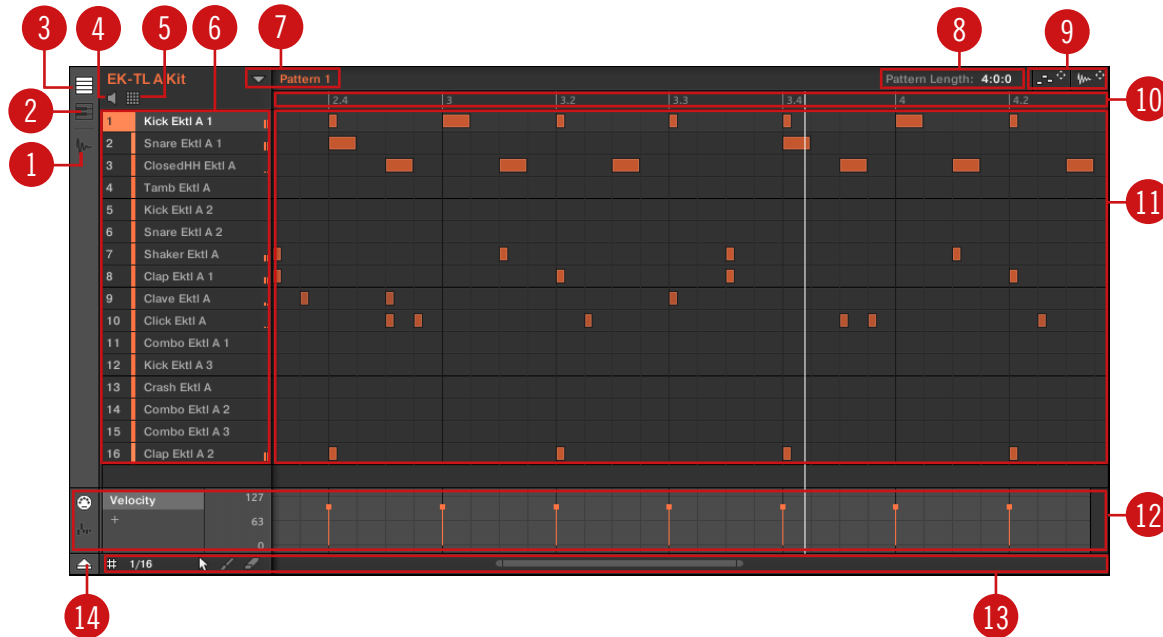 3 4 5 6 7 8 9
EK-TL A Kit Pattern 1 Pattern Length: 4:0:0
2.4 3 3.2 3.3 3.4 4 4.2 10
2 1 Kick Ektl A 1
2 Snare Ektl A 1
1 3 ClosedHH Ektl A
4 Tamb Ektl A
5 Kick Ektl A 2 11
6 Snare Ektl A 2
7 Shaker Ektl A
8 Clap Ektl A 1
9 Clave Ektl A
10 Click Ektl A
11 Combo Ektl A 1
12 Kick Ektl A 3
13 Crash Ektl A
14 Combo Ektl A 2
15 Combo Ektl A 3
16 Clap Ektl A 2
Velocity 127
+ 63 12
0
1/16
14 13